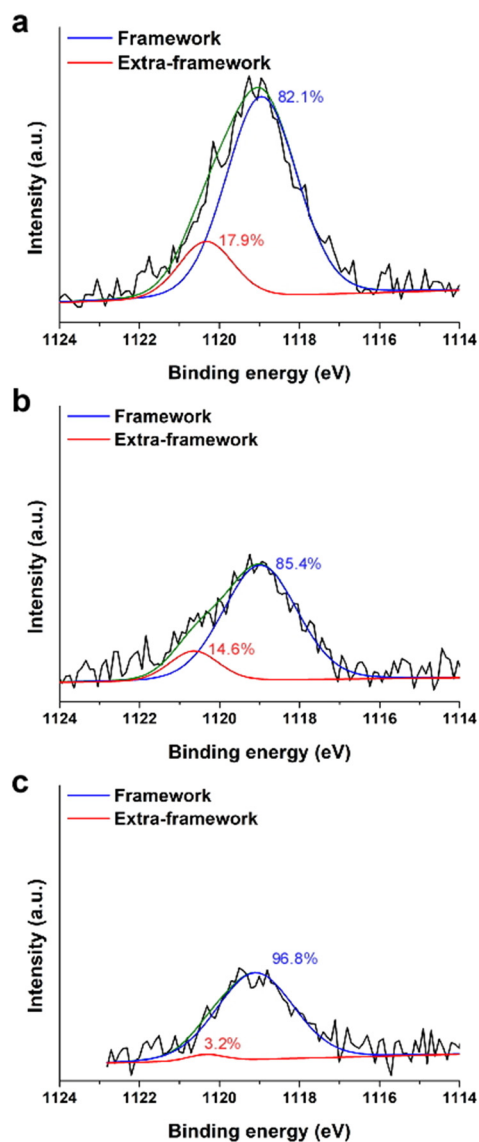 a
Framework
Extra-framework
82.1%
17.9%
Intensity (a.u.)
1124 1122 1120 1118 1116 1114
Binding energy (eV)
b
Framework
Extra-framework
85.4%
14.6%
Intensity (a.u.)
1124 1122 1120 1118 1116 1114
Binding energy (eV)
c
Framework
Extra-framework
96.8%
3.2%
Intensity (a.u.)
1124 1122 1120 1118 1116 1114
Binding energy (eV)